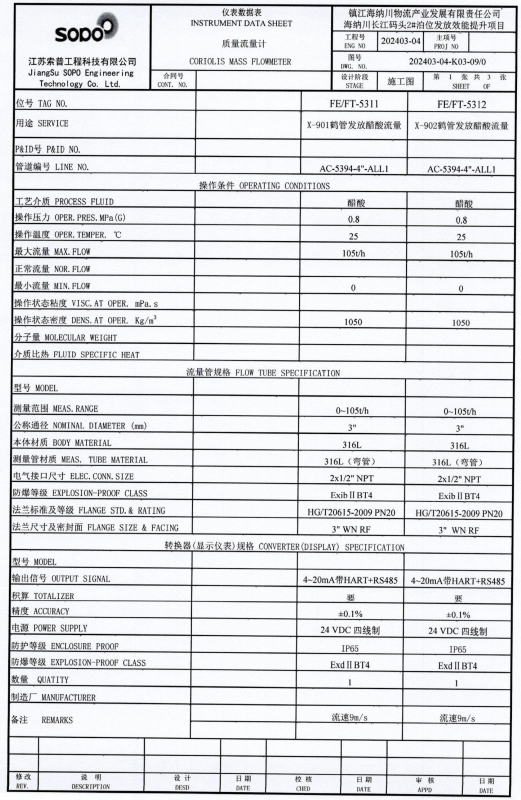 SOPO
江苏索普工程科技有限公司
JiangSu SOPO Engineering
Technology Co. Ltd.
仪表数据表
INSTRUMENT DATA SHEET
质量流量计
CORIOLIS MASS FLOWMETER
合同号
CONT. NO.
镇江海纳川物流产业发展有限责任公司
海纳川长江码头2#泊位发放效能提升项目
工程号
ENG NO
202403-04
主项号
PROJ NO
图号
DWG. NO.
202403-04-K03-09/0
设计阶段
STAGE
施工图
第 1 张 共 3 张
SHEET OF
位号 TAG NO. FE/FT-5311 FE/FT-5312
用途 SERVICE X-901鹤管发放醋酸流量 X-902鹤管发放醋酸流量
P&ID号 P&ID NO.
管道编号 LINE NO. AC-5394-4"-ALL1 AC-5394-4"-ALL1
操作条件 OPERATING CONDITIONS
工艺介质 PROCESS FLUID 醋酸 醋酸
操作压力 OPER.PRES.MPa(G) 0.8 0.8
操作温度 OPER.TEMPER. ℃ 25 25
最大流量 MAX.FLOW 105t/h 105t/h
正常流量 NOR.FLOW
最小流量 MIN.FLOW 0 0
操作状态粘度 VISC.AT OPER. mPa.s
操作状态密度 DENS.AT OPER. Kg/m³ 1050 1050
分子量 MOLECULAR WEIGHT
介质比热 FLUID SPECIFIC HEAT
流量管规格 FLOW TUBE SPECIFICATION
型号 MODEL
测量范围 MEAS.RANGE 0~105t/h 0~105t/h
公称通径 NOMINAL DIAMETER (mm) 3" 3"
本体材质 BODY MATERIAL 316L 316L
测量管材质 MEAS. TUBE MATERIAL 316L（弯管） 316L（弯管）
电气接口尺寸 ELEC.CONN.SIZE 2x1/2" NPT 2x1/2" NPT
防爆等级 EXPLOSION-PROOF CLASS ExibⅡBT4 ExibⅡBT4
法兰标准及等级 FLANGE STD.& RATING HG/T20615-2009 PN20 HG/T20615-2009 PN20
法兰尺寸及密封面 FLANGE SIZE & FACING 3" WN RF 3" WN RF
转换器(显示仪表)规格 CONVERTER(DISPLAY) SPECIFICATION
型号 MODEL
输出信号 OUTPUT SIGNAL 4~20mA带HART+RS485 4~20mA带HART+RS485
积算 TOTALIZER 要 要
精度 ACCURACY ±0.1% ±0.1%
电源 POWER SUPPLY 24 VDC 四线制 24 VDC 四线制
防护等级 ENCLOSURE PROOF IP65 IP65
防爆等级 EXPLOSION-PROOF CLASS ExdⅡBT4 ExdⅡBT4
数量 QUATITY 1 1
制造厂 MANUFACTURER
备注 REMARKS 流速9m/s 流速9m/s
修改 说明 设计 日期 校核 日期 审核 日期
REV. DESCRIPTION DESD DATE CHED DATE APPD DATE